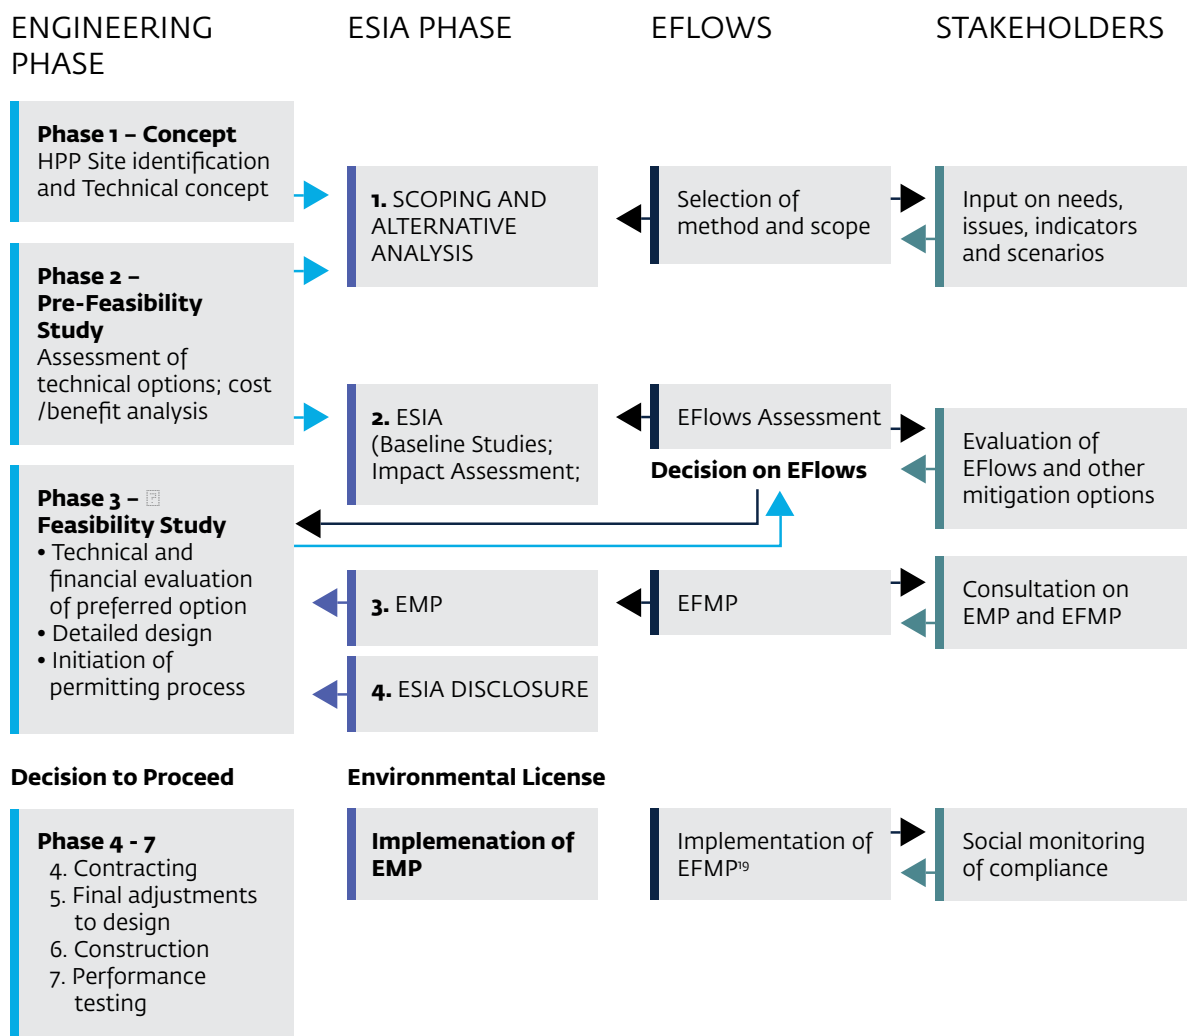 ENGINEERING
PHASE
ESIA PHASE
EFLOWS
STAKEHOLDERS
Phase 1 – Concept
HPP Site identification
and Technical concept
1. SCOPING AND
ALTERNATIVE
ANALYSIS
Selection of
method and scope
Input on needs,
issues, indicators
and scenarios
Phase 2 –
Pre-Feasibility
Study
Assessment of
technical options; cost
/benefit analysis
2. ESIA
(Baseline Studies;
Impact Assessment;
EFlows Assessment
Decision on EFlows
Evaluation of
EFlows and other
mitigation options
Phase 3 –
Feasibility Study
• Technical and
financial evaluation
of preferred option
• Detailed design
• Initiation of
permitting process
3. EMP
EFMP
Consultation on
EMP and EFMP
4. ESIA DISCLOSURE
Decision to Proceed
Environmental License
Phase 4 - 7
4. Contracting
5. Final adjustments
to design
6. Construction
7. Performance
testing
Implemenation of
EMP
Implementation of
EFMP¹⁹
Social monitoring
of compliance